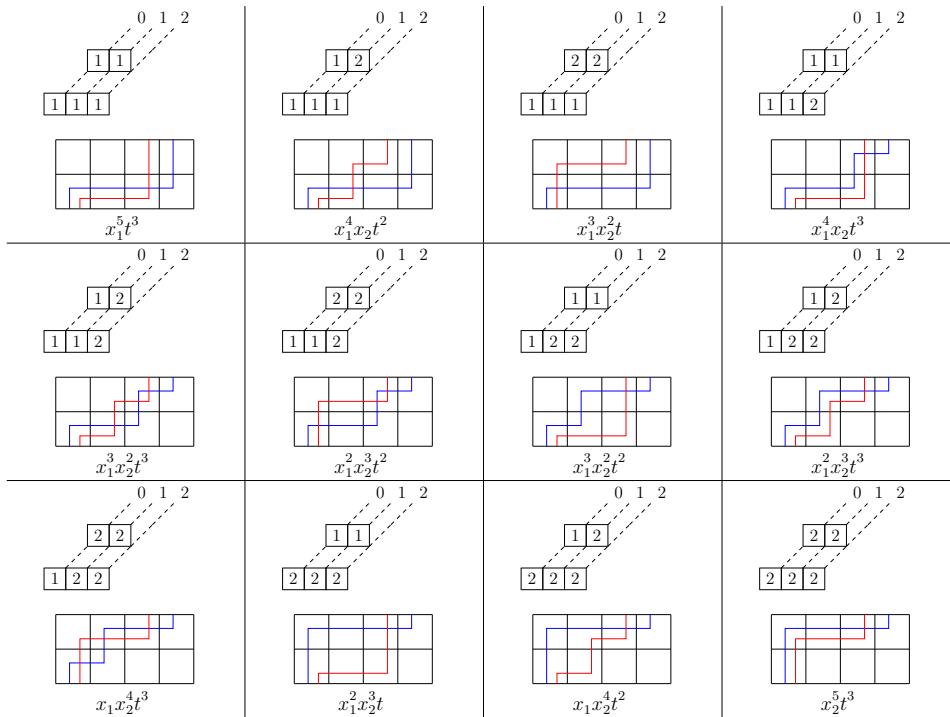 0 1 2
1 1
1 1 1
x_1^5 t^3
0 1 2
1 2
1 1 1
x_1^4 x_2 t^2
0 1 2
2 2
1 1 1
x_1^3 x_2^2 t
0 1 2
1 1
1 1 2
x_1^4 x_2 t^3
0 1 2
1 2
1 1 2
x_1^3 x_2^2 t^3
0 1 2
2 2
1 1 2
x_1^2 x_2^3 t^2
0 1 2
1 1
1 2 2
x_1^3 x_2^2 t^2
0 1 2
1 2
1 2 2
x_1^2 x_2^3 t^3
0 1 2
2 2
1 2 2
x_1 x_2^4 t^3
0 1 2
1 1
2 2 2
x_1^2 x_2^3 t
0 1 2
1 2
2 2 2
x_1 x_2^4 t^2
0 1 2
2 2
2 2 2
x_2^5 t^3